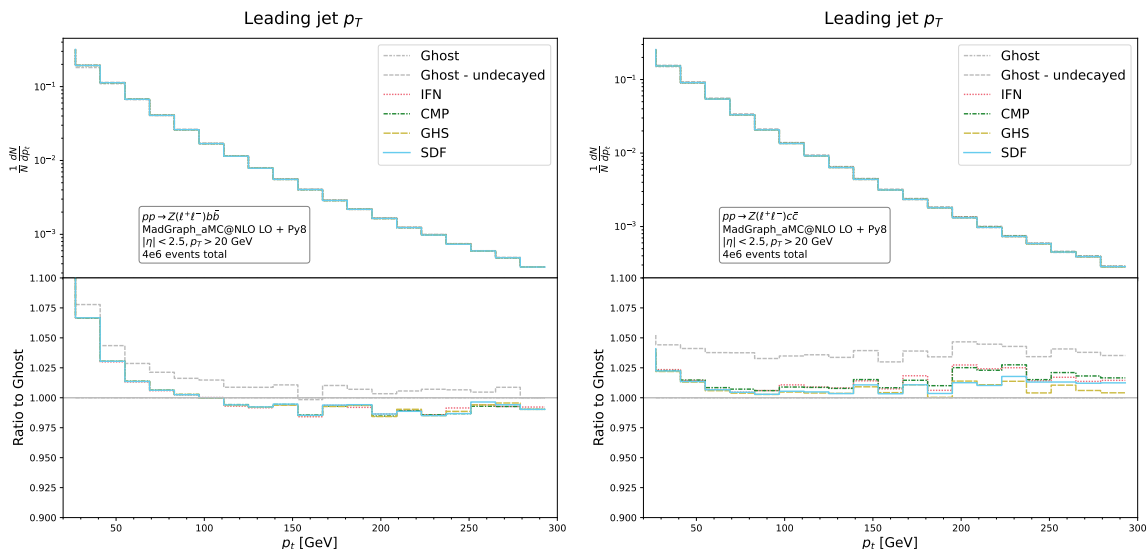 Leading jet $p_T$
$10^{-1}$
$10^{-2}$
$10^{-3}$
$\frac{1}{N}\frac{dN}{dp_t}$
Ghost
Ghost - undecayed
IFN
CMP
GHS
SDF
$pp \to Z(\ell^+\ell^-)b\bar{b}$
MadGraph_aMC@NLO LO + Py8
$|\eta| < 2.5, p_T > 20$ GeV
4e6 events total
1.100
1.075
1.050
1.025
1.000
0.975
0.950
0.925
0.900
Ratio to Ghost
50 100 150 200 250 300
$p_t$ [GeV]
Leading jet $p_T$
$10^{-1}$
$10^{-2}$
$10^{-3}$
$\frac{1}{N}\frac{dN}{dp_t}$
Ghost
Ghost - undecayed
IFN
CMP
GHS
SDF
$pp \to Z(\ell^+\ell^-)c\bar{c}$
MadGraph_aMC@NLO LO + Py8
$|\eta| < 2.5, p_T > 20$ GeV
4e6 events total
1.100
1.075
1.050
1.025
1.000
0.975
0.950
0.925
0.900
Ratio to Ghost
50 100 150 200 250 300
$p_t$ [GeV]